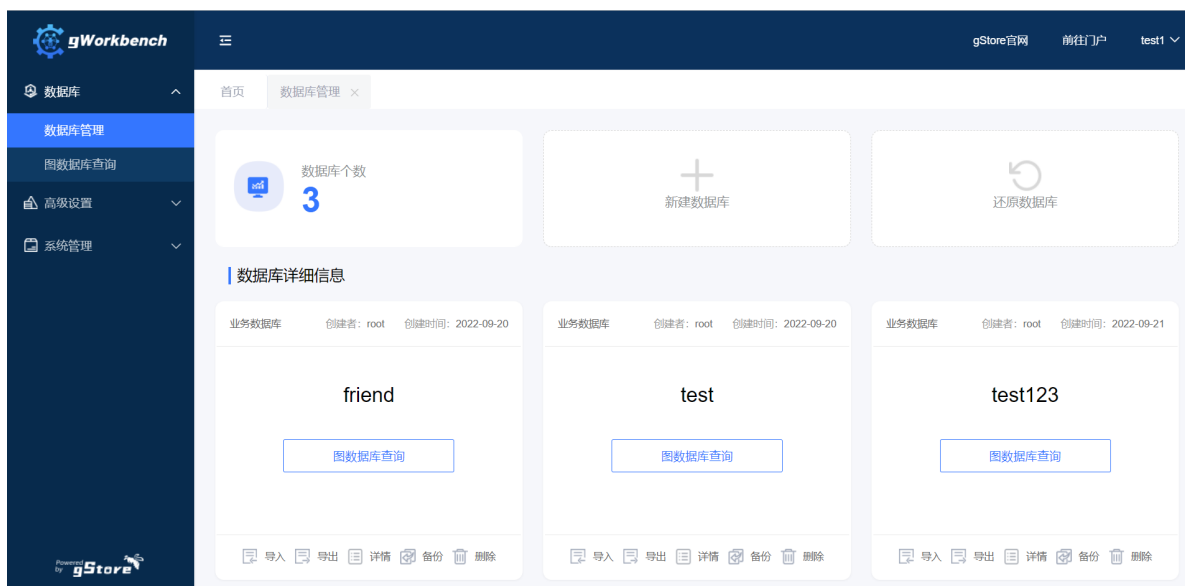 gWorkbench
gStore官网 前往门户 test1
数据库
首页 数据库管理
数据库管理
图数据库查询
高级设置
系统管理
数据库个数
3
新建数据库
还原数据库
数据库详细信息
业务数据库 创建者：root 创建时间：2022-09-20
friend
图数据库查询
导入 导出 详情 备份 删除
业务数据库 创建者：root 创建时间：2022-09-20
test
图数据库查询
导入 导出 详情 备份 删除
业务数据库 创建者：root 创建时间：2022-09-21
test123
图数据库查询
导入 导出 详情 备份 删除
Powered by gStore